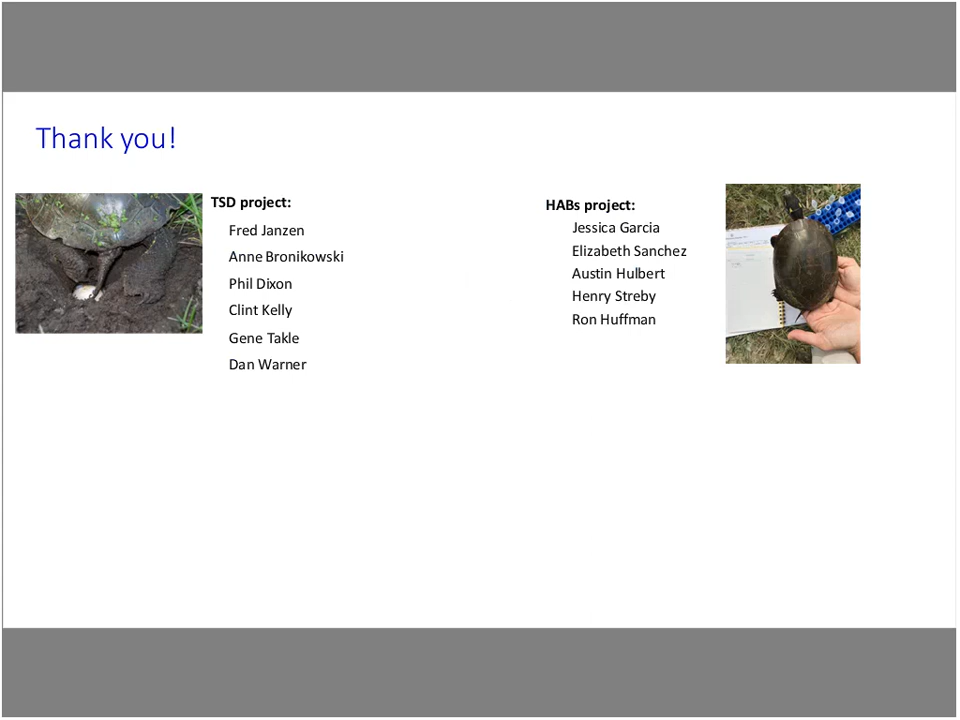 Thank you!
TSD project:
Fred Janzen
Anne Bronikowski
Phil Dixon
Clint Kelly
Gene Takle
Dan Warner
HABs project:
Jessica Garcia
Elizabeth Sanchez
Austin Hulbert
Henry Streby
Ron Huffman